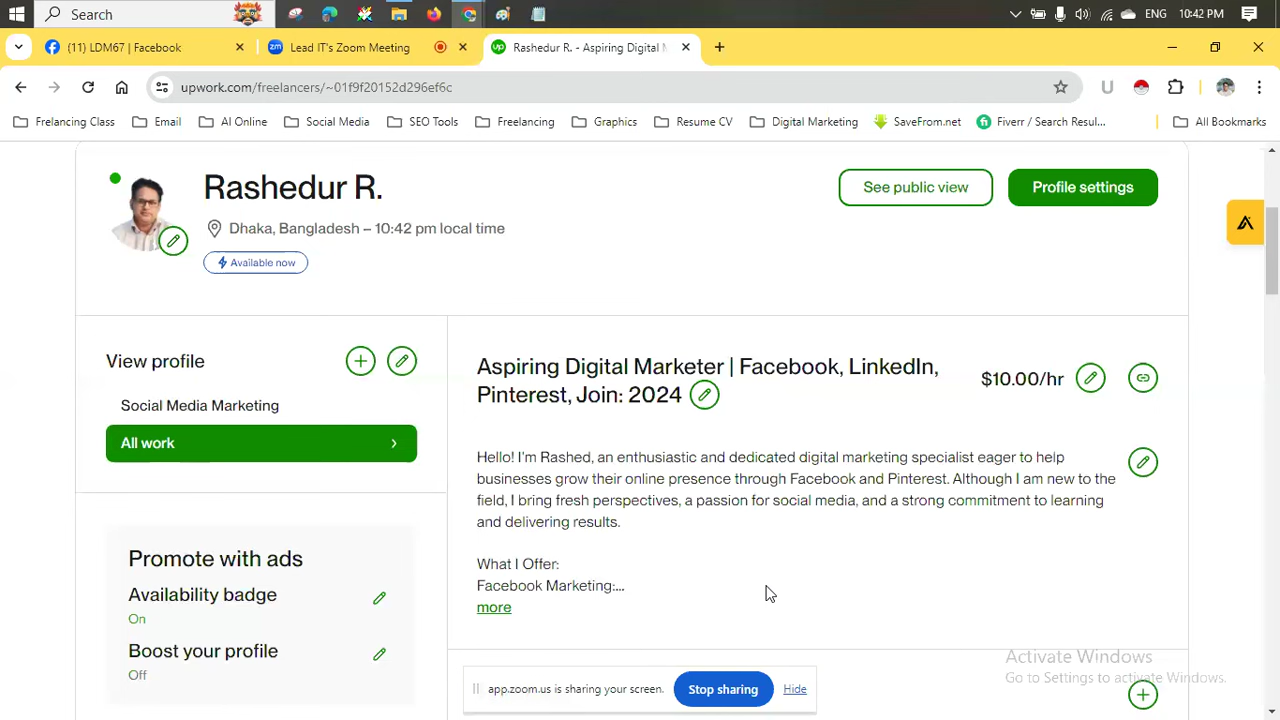 Search
ENG 10:42 PM
(11) LDM67 | Facebook
zm Lead IT's Zoom Meeting
up Rashedur R. - Aspiring Digital M
upwork.com/freelancers/~01f9f20152d296ef6c
Frelancing Class Email AI Online Social Media SEO Tools Freelancing Graphics Resume CV Digital Marketing SaveFrom.net fi Fiverr / Search Resul... All Bookmarks
Rashedur R.
See public view
Profile settings
Dhaka, Bangladesh – 10:42 pm local time
Available now
View profile
Social Media Marketing
All work
Promote with ads
Availability badge
On
Boost your profile
Off
Aspiring Digital Marketer | Facebook, LinkedIn,
Pinterest, Join: 2024
$10.00/hr
Hello! I'm Rashed, an enthusiastic and dedicated digital marketing specialist eager to help
businesses grow their online presence through Facebook and Pinterest. Although I am new to the
field, I bring fresh perspectives, a passion for social media, and a strong commitment to learning
and delivering results.
What I Offer:
Facebook Marketing:...
more
Activate Windows
Go to Settings to activate Windows.
app.zoom.us is sharing your screen.
Stop sharing
Hide